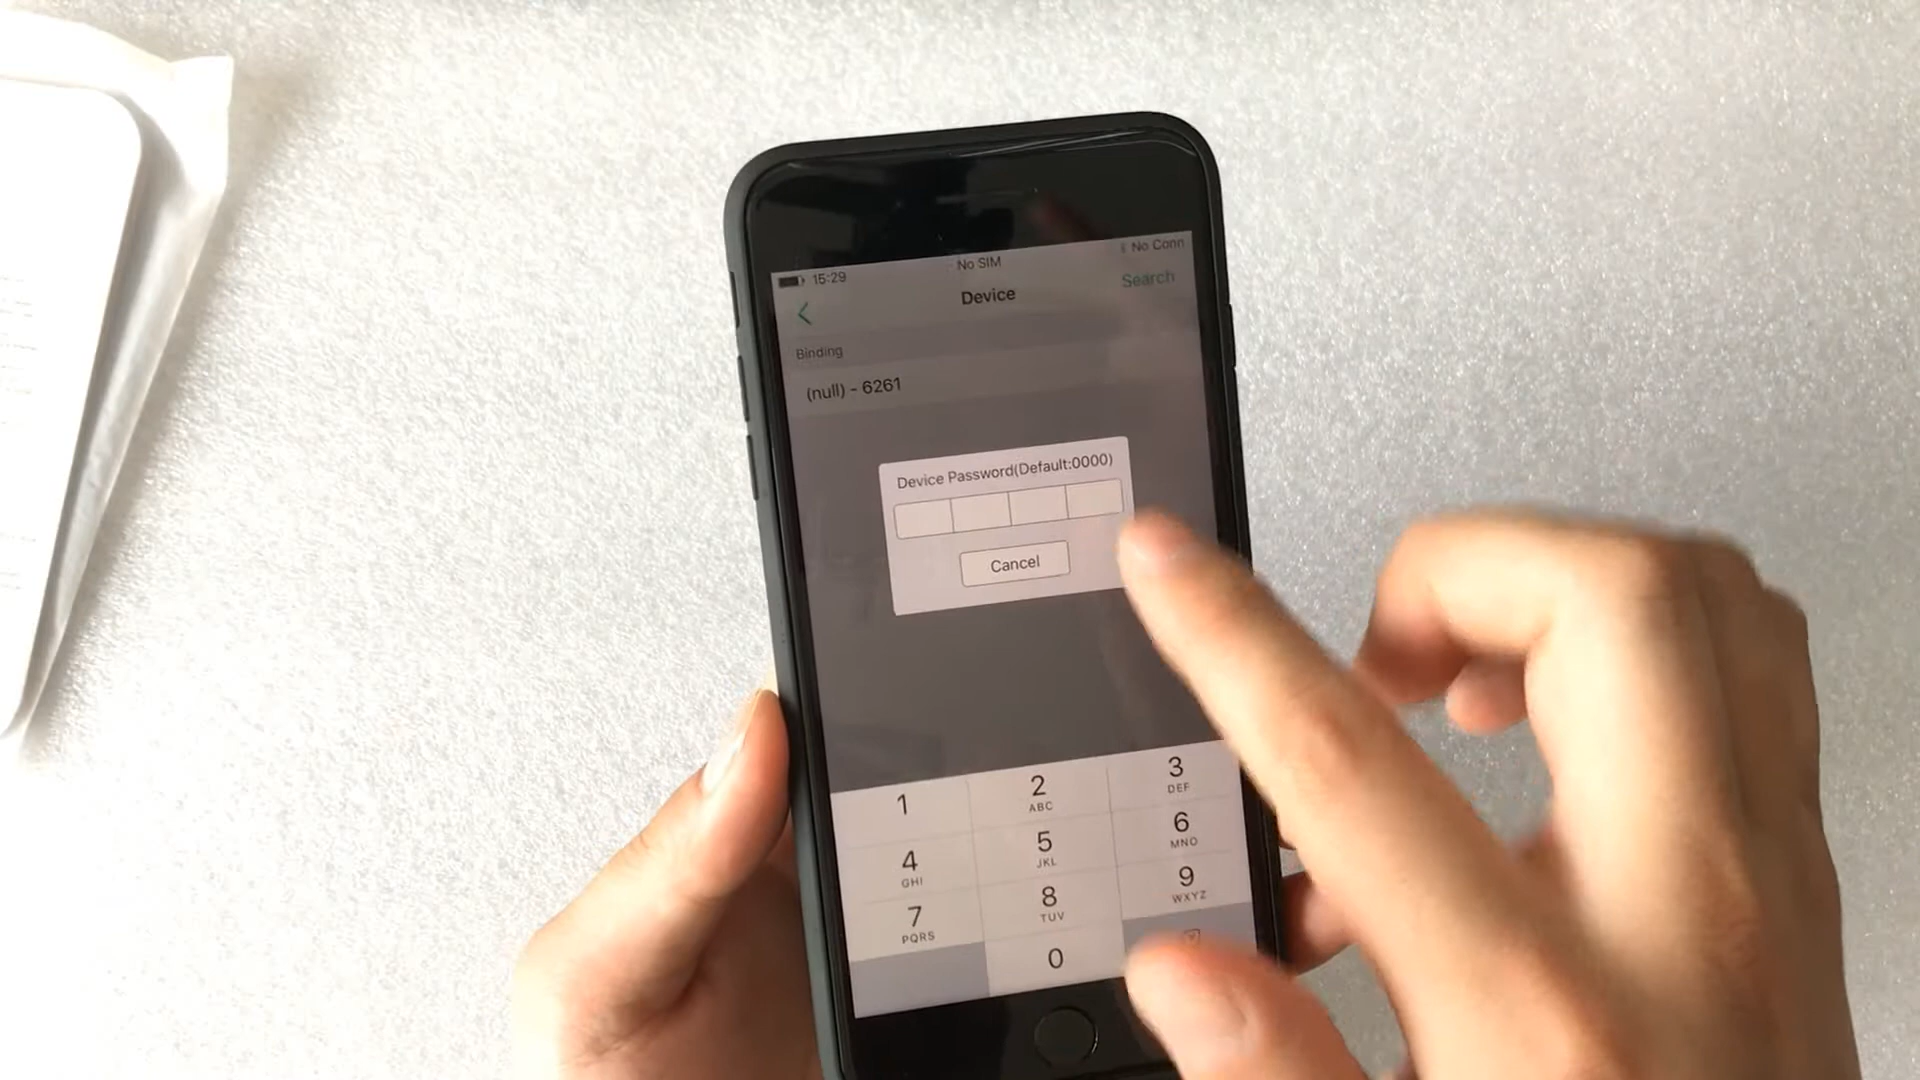 15:29
No SIM
No Conn
Device
Search
Binding
(null) - 6261
Device Password(Default:0000)
Cancel
1
2
ABC
3
DEF
4
GHI
5
JKL
6
MNO
7
PQRS
8
TUV
9
WXYZ
0